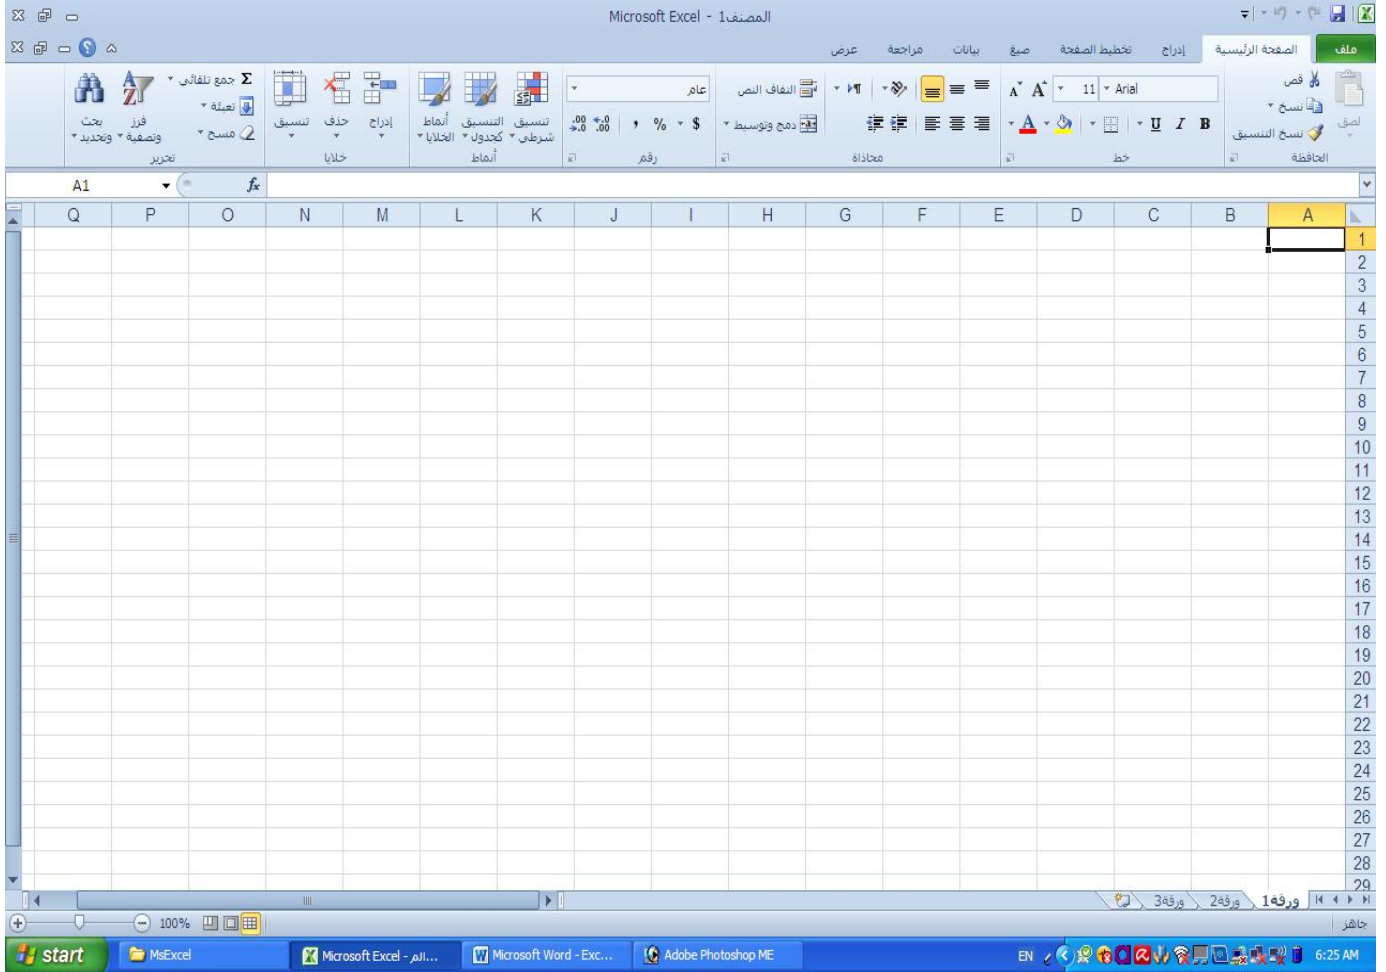 المصنف1 - Microsoft Excel
ملف الصفحة الرئيسية إدراج تخطيط الصفحة صيغ بيانات مراجعة عرض
لصق
قص
نسخ
نسخ التنسيق
الحافظة
Arial 11
B I U
خط
التفاف النص
دمج وتوسيط
محاذاة
عام
$ % ,
رقم
تنسيق شرطي
التنسيق كجدول
أنماط الخلايا
أنماط
إدراج
حذف
تنسيق
خلايا
Σ جمع تلقائي
تعبئة
مسح
فرز وتصفية
بحث وتحديد
تحرير
A1 fx
A B C D E F G H I J K L M N O P Q
1
2
3
4
5
6
7
8
9
10
11
12
13
14
15
16
17
18
19
20
21
22
23
24
25
26
27
28
29
ورقة1 ورقة2 ورقة3
جاهز
100%
start MsExcel Microsoft Excel - الم... Microsoft Word - Exc... Adobe Photoshop ME EN 6:25 AM